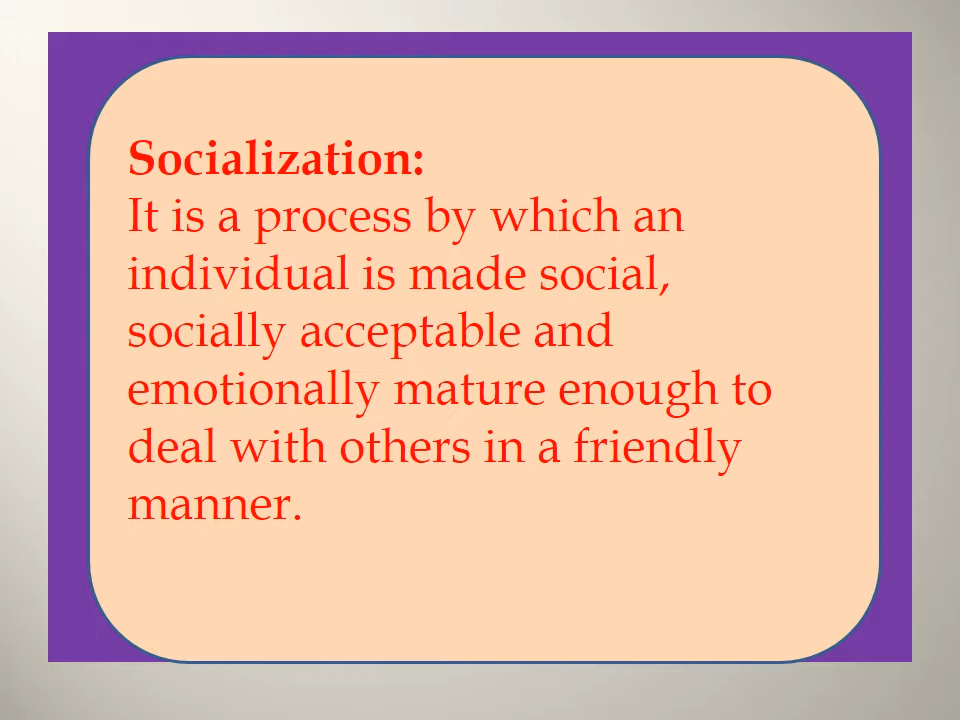 Socialization:
It is a process by which an
individual is made social,
socially acceptable and
emotionally mature enough to
deal with others in a friendly
manner.